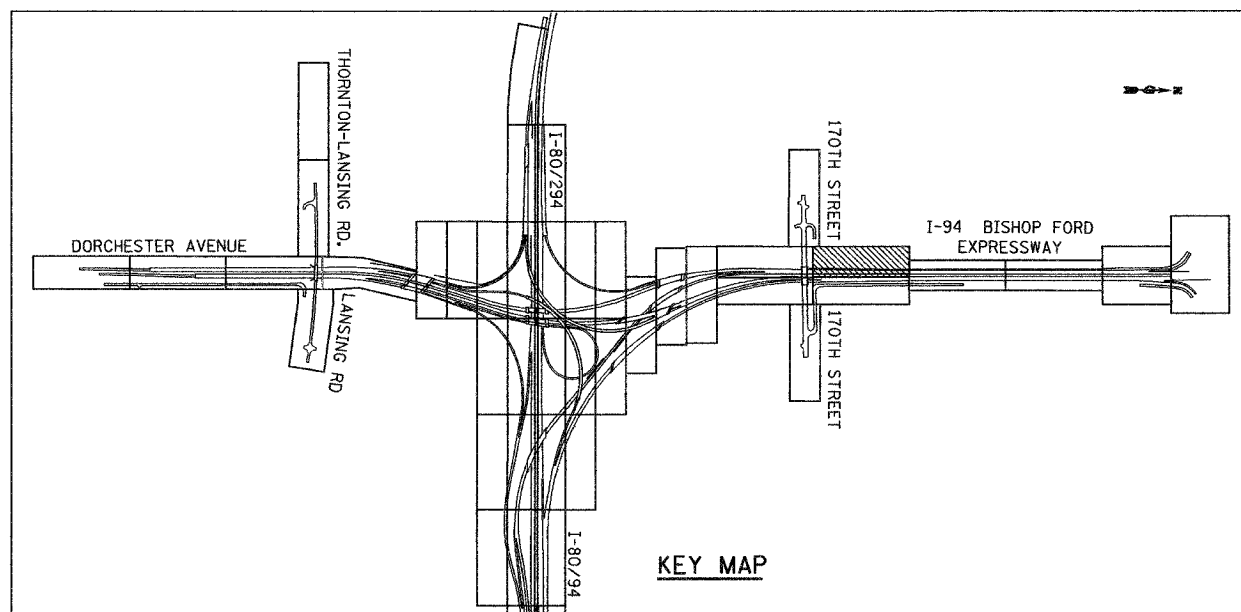 THORNTON-LANSING RD.
I-80/294
N
170TH STREET
I-94 BISHOP FORD
EXPRESSWAY
DORCHESTER AVENUE
LANSING RD
170TH STREET
I-80/94
KEY MAP